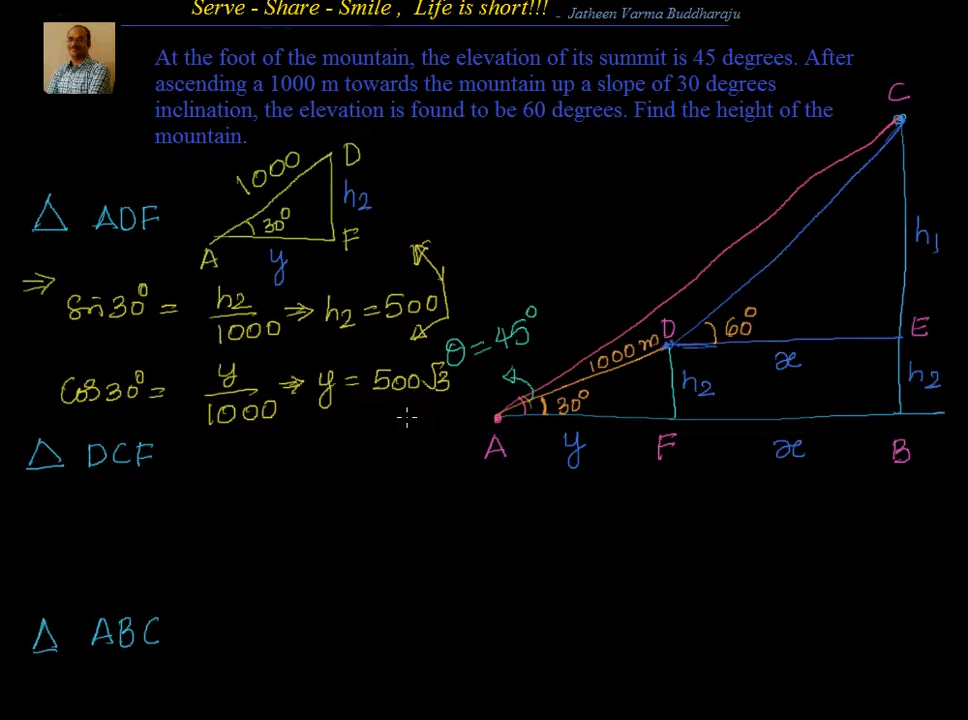 Serve - Share - Smile , Life is short!!! - Jatheen Varma Buddharaju
At the foot of the mountain, the elevation of its summit is 45 degrees. After
ascending a 1000 m towards the mountain up a slope of 30 degrees
inclination, the elevation is found to be 60 degrees. Find the height of the
mountain.
C
1000 D
△ ADF 30° h2
A y F
h1
⇒ Sin30° = h2/1000 ⇒ h2 = 500
θ = 45°
D 60° E
1000 m x
Cos30° = y/1000 ⇒ y = 500√3
30° h2 h2
A y F x B
△ DCF
△ ABC